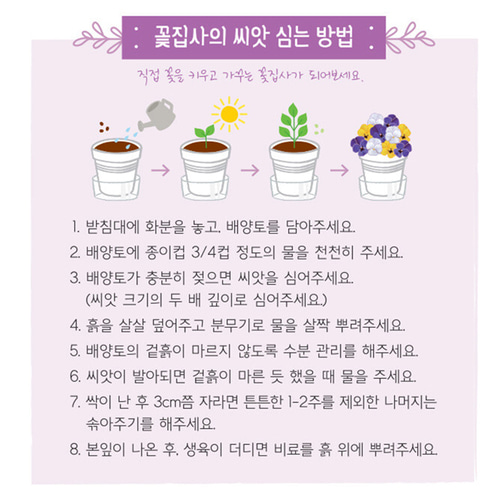 꽃집사의 씨앗 심는 방법
직접 꽃을 키우고 가꾸는 꽃집사가 되어보세요.
1. 받침대에 화분을 놓고, 배양토를 담아주세요.
2. 배양토에 종이컵 3/4컵 정도의 물을 천천히 주세요.
3. 배양토가 충분히 젖으면 씨앗을 심어주세요.
(씨앗 크기의 두 배 깊이로 심어주세요.)
4. 흙을 살살 덮어주고 분무기로 물을 살짝 뿌려주세요.
5. 배양토의 겉흙이 마르지 않도록 수분 관리를 해주세요.
6. 씨앗이 발아되면 겉흙이 마른 듯 했을 때 물을 주세요.
7. 싹이 난 후 3cm쯤 자라면 튼튼한 1-2주를 제외한 나머지는
솎아주기를 해주세요.
8. 본잎이 나온 후, 생육이 더디면 비료를 흙 위에 뿌려주세요.